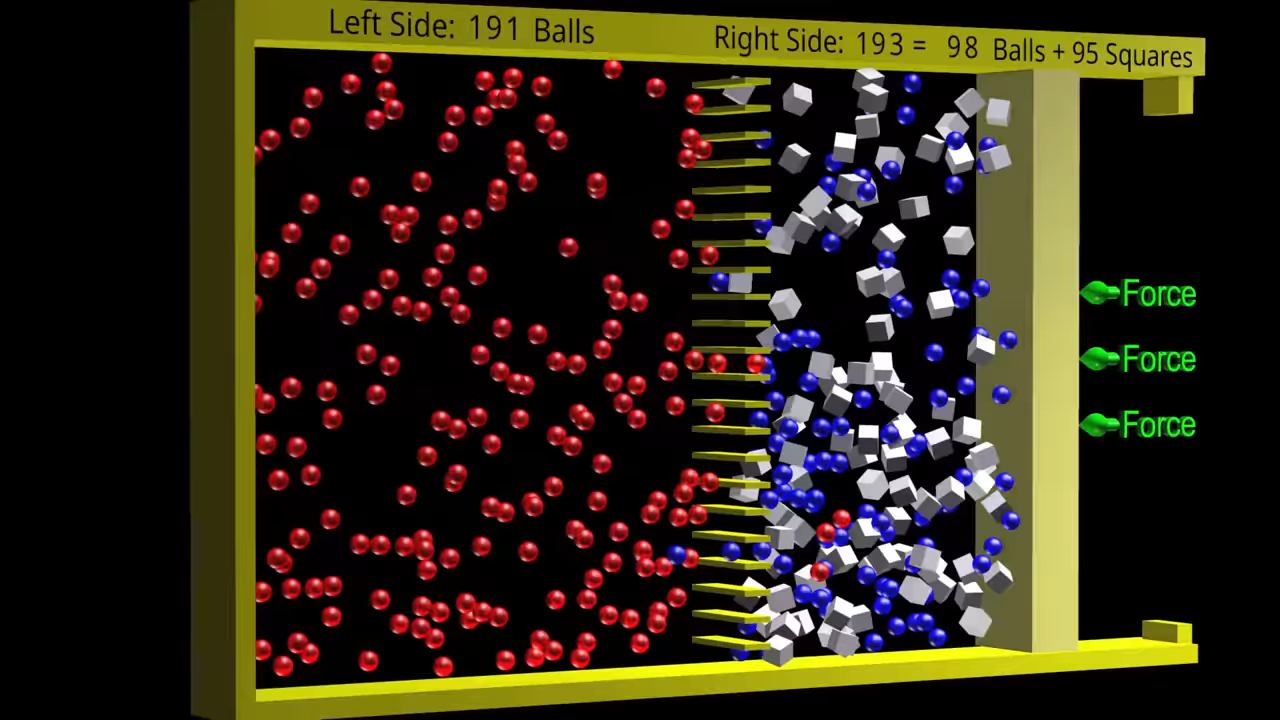 Left Side: 191 Balls
Right Side: 193 = 98 Balls + 95 Squares
Force
Force
Force